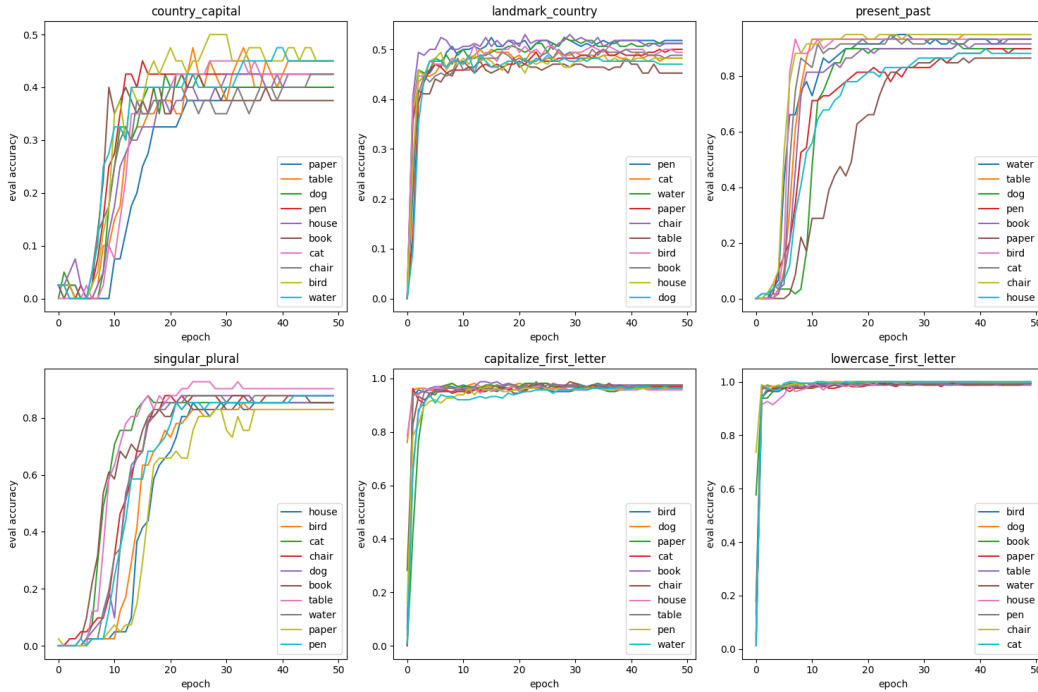 country_capital
0.5
0.4
0.3
0.2
0.1
0.0
eval accuracy
0 10 20 30 40 50
epoch
paper
table
dog
pen
house
book
cat
chair
bird
water
landmark_country
0.5
0.4
0.3
0.2
0.1
0.0
eval accuracy
0 10 20 30 40 50
epoch
pen
cat
water
paper
chair
table
bird
book
house
dog
present_past
0.8
0.6
0.4
0.2
0.0
eval accuracy
0 10 20 30 40 50
epoch
water
table
dog
pen
book
paper
bird
cat
chair
house
singular_plural
0.8
0.6
0.4
0.2
0.0
eval accuracy
0 10 20 30 40 50
epoch
house
bird
cat
chair
dog
book
table
water
paper
pen
capitalize_first_letter
1.0
0.8
0.6
0.4
0.2
0.0
eval accuracy
0 10 20 30 40 50
epoch
bird
dog
paper
cat
book
chair
house
table
pen
water
lowercase_first_letter
1.0
0.8
0.6
0.4
0.2
0.0
eval accuracy
0 10 20 30 40 50
epoch
bird
dog
book
paper
table
water
house
pen
chair
cat